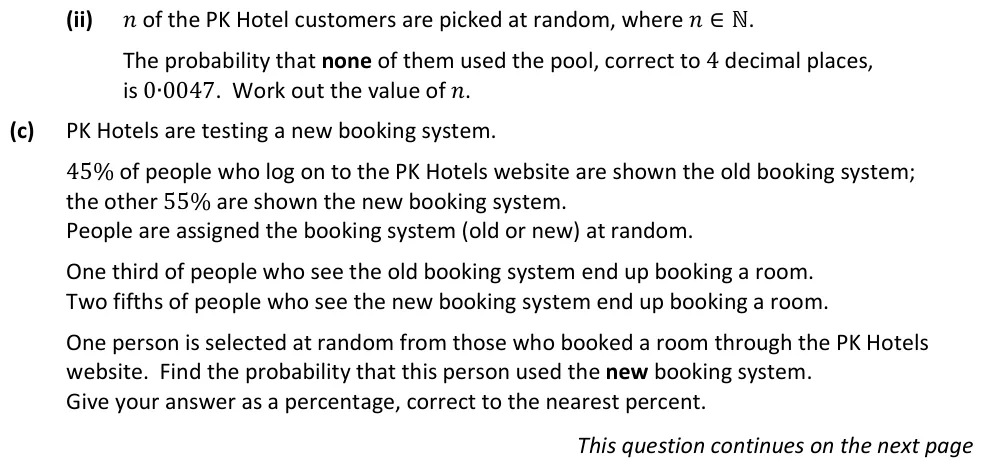 (ii) n of the PK Hotel customers are picked at random, where n ∈ ℕ.
The probability that none of them used the pool, correct to 4 decimal places,
is 0·0047. Work out the value of n.
(c) PK Hotels are testing a new booking system.
45% of people who log on to the PK Hotels website are shown the old booking system;
the other 55% are shown the new booking system.
People are assigned the booking system (old or new) at random.
One third of people who see the old booking system end up booking a room.
Two fifths of people who see the new booking system end up booking a room.
One person is selected at random from those who booked a room through the PK Hotels
website. Find the probability that this person used the new booking system.
Give your answer as a percentage, correct to the nearest percent.
This question continues on the next page